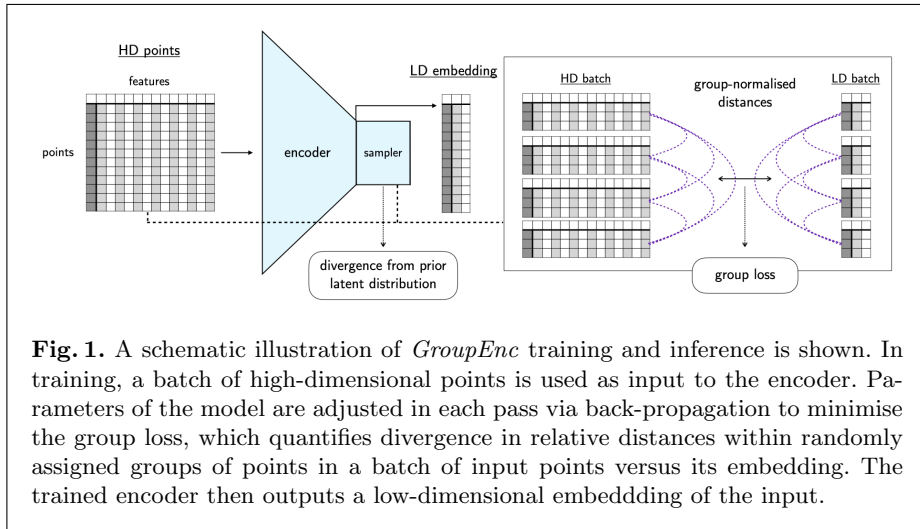 HD points
features
points
encoder
sampler
LD embedding
divergence from prior
latent distribution
HD batch
group-normalised
distances
LD batch
group loss
Fig. 1. A schematic illustration of GroupEnc training and inference is shown. In
training, a batch of high-dimensional points is used as input to the encoder. Pa-
rameters of the model are adjusted in each pass via back-propagation to minimise
the group loss, which quantifies divergence in relative distances within randomly
assigned groups of points in a batch of input points versus its embedding. The
trained encoder then outputs a low-dimensional embeddding of the input.